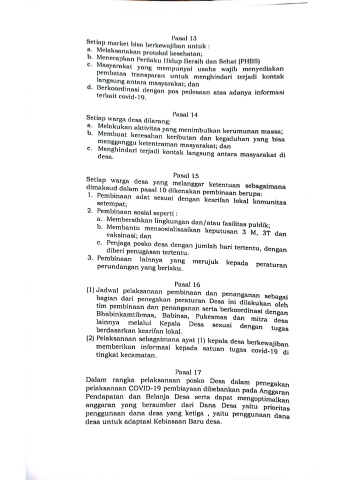 Pasal 13
Setiap market bisa berkewajiban untuk :
a. Melaksanakan protokol kesehatan;
b. Menerapkan Perilaku Hidup Bersih dan Sehat (PHBS)
c. Masyarakat yang mempunyai usaha wajib menyediakan
pembatas transparan untuk menghindari terjadi kontak
langsung antara masyarakat; dan
d. Berkoordinasi dengan pos pedesaan atas adanya informasi
terkait covid-19.
Pasal 14
Setiap warga desa dilarang;
a. Melakukan aktivitas yang menimbulkan kerumunan massa;
b. Membuat keresahan keributan dan kegaduhan yang bisa
mengganggu ketentraman masyarakat; dan
c. Menghindari terjadi kontak langsung antara masyarakat di
desa.
Pasal 15
Setiap warga desa yang melanggar ketentuan sebagaimana
dimaksud dalam pasal 10 dikenakan pembinaan berupa:
1. Pembinaan adat sesuai dengan kearifan lokal komunitas
setempat;
2. Pembinaan sosial seperti :
a. Membersihkan lingkungan dan/atau fasilitas publik;
b. Membantu mensosialisasikan keputusan 3 M, 3T dan
vaksinasi; dan
c. Penjaga posko desa dengan jumlah hari tertentu, dengan
diberi penugasan tertentu.
3. Pembinaan lainnya yang merujuk kepada peraturan
perundangan yang berlaku.
Pasal 16
(1) Jadwal pelaksanaan pembinaan dan penanganan sebagai
bagian dari penegakan peraturan Desa ini dilakukan oleh
tim pembinaan dan penanganan serta berkoordinasi dengan
Bhabinkamtibmas, Babinsa, Pukesmas dan mitra desa
lainnya melalui Kepala Desa sesuai dengan tugas
berdasarkan kearifan lokal.
(2) Pelaksanaan sebagaimana ayat (1) kepala desa berkewajiban
memberikan informasi kepada satuan tugas covid-19 di
tingkat kecamatan.
Pasal 17
Dalam rangka pelaksanaan posko Desa dalam penegakan
pelaksanaan COVID-19 pembiayaan dibebankan pada Anggaran
Pendapatan dan Belanja Desa serta dapat mengoptimalkan
anggaran yang bersumber dari Dana Desa yaitu prioritas
penggunaan dana desa yang ketiga , yaitu penggunaan dana
desa untuk adaptasi Kebiasaan Baru desa.